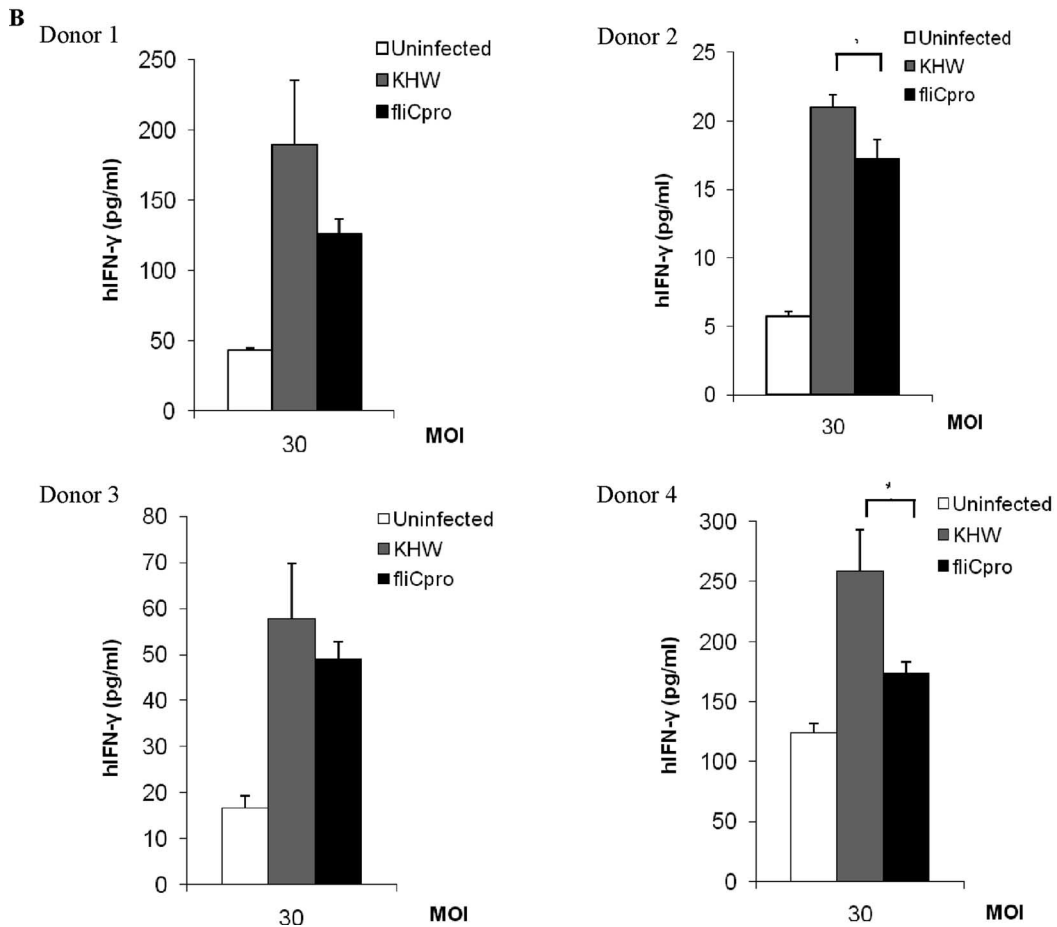 B
Donor 1
Uninfected
KHW
fliCpro
250
200
150
100
50
0
hIFN-γ (pg/ml)
30
MOI
Donor 2
Uninfected
KHW
fliCpro
25
20
15
10
5
0
hIFN-γ (pg/ml)
30
MOI
Donor 3
Uninfected
KHW
fliCpro
80
70
60
50
40
30
20
10
0
hIFN-γ (pg/ml)
30
MOI
Donor 4
*
Uninfected
KHW
fliCpro
300
250
200
150
100
50
0
hIFN-γ (pg/ml)
30
MOI